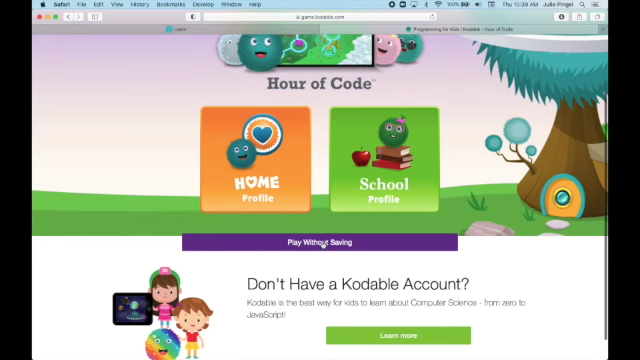 Safari File Edit View History Bookmarks Develop Window Help
100% Thu 10:39 AM Julie Pingel
game.kodable.com
Programming for Kids | Kodable - Hour of Code
Hour of Code™
HOME
Profile
School
Profile
Play Without Saving
Don't Have a Kodable Account?
Kodable is the best way for kids to learn about Computer Science - from zero to
JavaScript!
Learn more